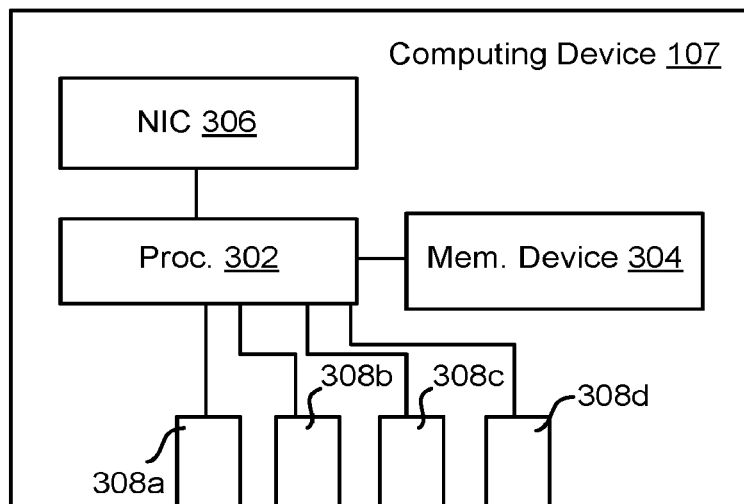 Computing Device 107
NIC 306
Proc. 302
Mem. Device 304
308b
308c
308d
308a